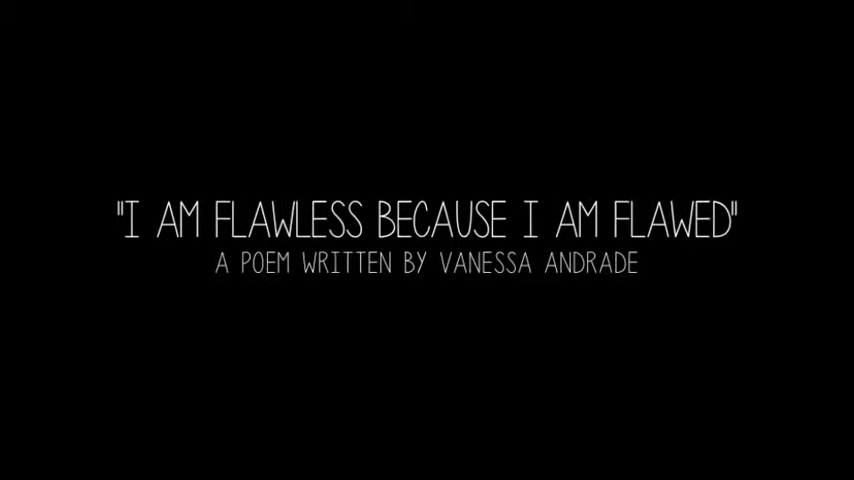 "I AM FLAWLESS BECAUSE I AM FLAWED"
A POEM WRITTEN BY VANESSA ANDRADE